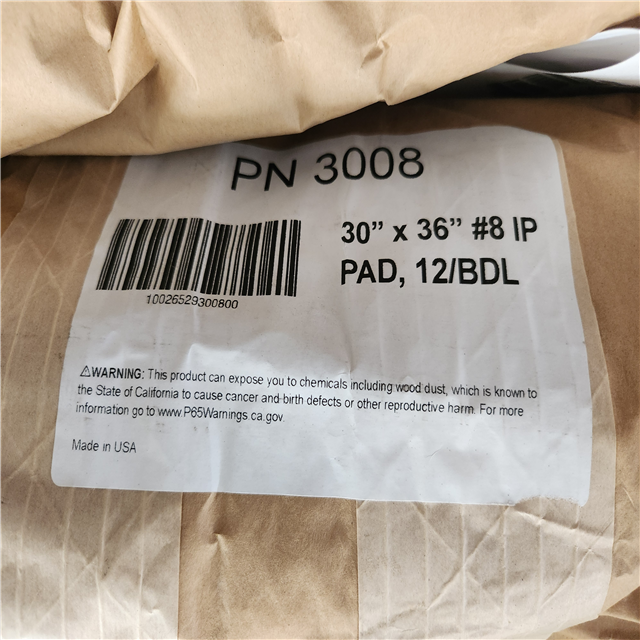 PN 3008
30” x 36” #8 IP
PAD, 12/BDL
10026529300800
⚠WARNING: This product can expose you to chemicals including wood dust, which is known to
the State of California to cause cancer and birth defects or other reproductive harm. For more
information go to www.P65Warnings.ca.gov.
Made in USA